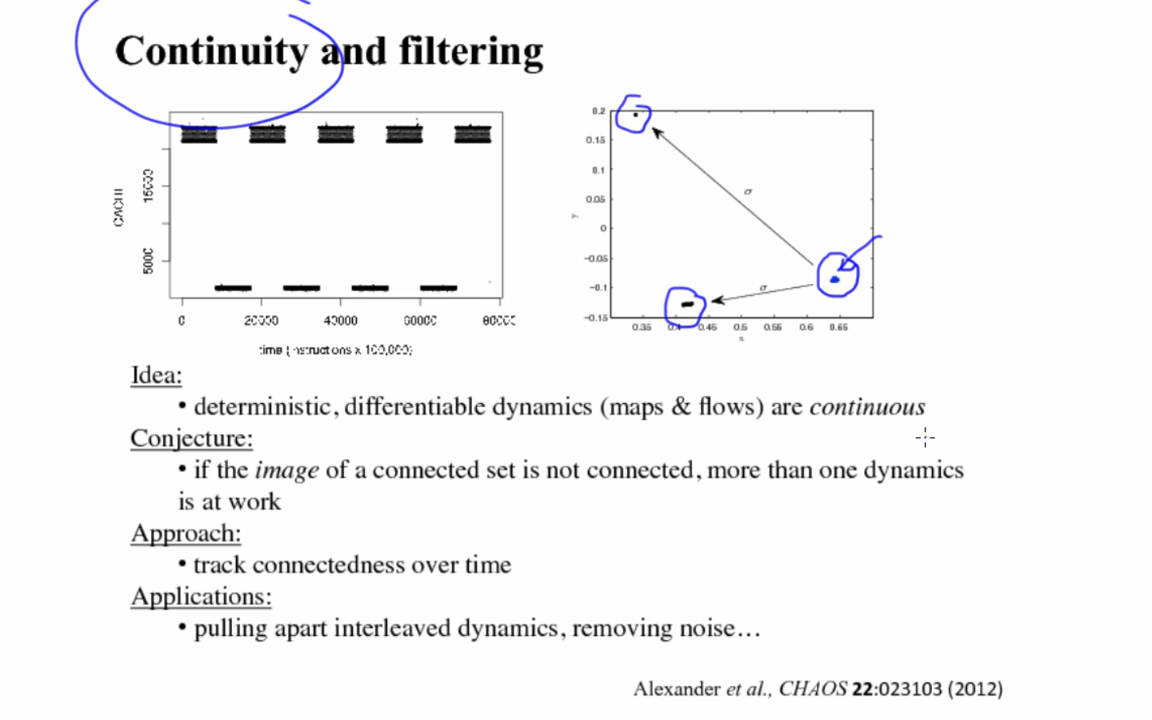 Continuity and filtering
15000
5000
0 20000 40000 60000
0.2
0.15
0.1
0.05
0
-0.05
-0.1
-0.15
y
σ
σ
0.35 0.45 0.5 0.55 0.6 0.65
x
Idea:
• deterministic, differentiable dynamics (maps & flows) are continuous
Conjecture:
• if the image of a connected set is not connected, more than one dynamics
is at work
Approach:
• track connectedness over time
Applications:
• pulling apart interleaved dynamics, removing noise…
Alexander et al., CHAOS 22:023103 (2012)